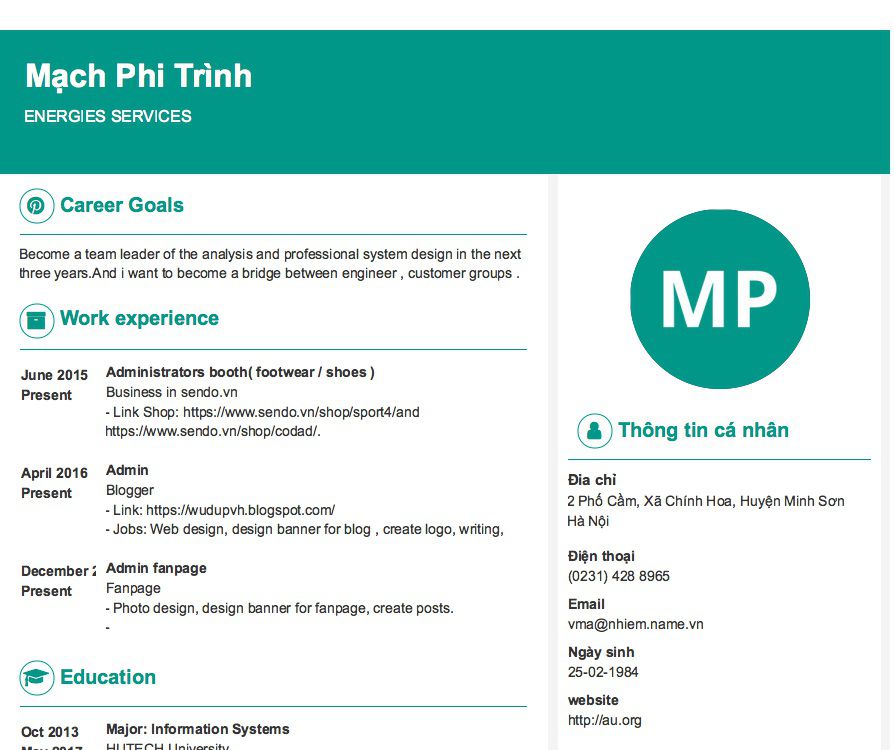 Mạch Phi Trình
ENERGIES SERVICES
Career Goals
Become a team leader of the analysis and professional system design in the next
three years.And i want to become a bridge between engineer , customer groups .
Work experience
June 2015
Present
Administrators booth( footwear / shoes )
Business in sendo.vn
- Link Shop: https://www.sendo.vn/shop/sport4/and
https://www.sendo.vn/shop/codad/.
April 2016
Present
Admin
Blogger
- Link: https://wudupvh.blogspot.com/
- Jobs: Web design, design banner for blog , create logo, writing,
December
Present
Admin fanpage
Fanpage
- Photo design, design banner for fanpage, create posts.
-
Education
Oct 2013
May 2017
Major: Information Systems
HUTECH University
MP
Thông tin cá nhân
Đia chỉ
2 Phố Cầm, Xã Chính Hoa, Huyện Minh Sơn
Hà Nội
Điện thoại
(0231) 428 8965
Email
vma@nhiem.name.vn
Ngày sinh
25-02-1984
website
http://au.org